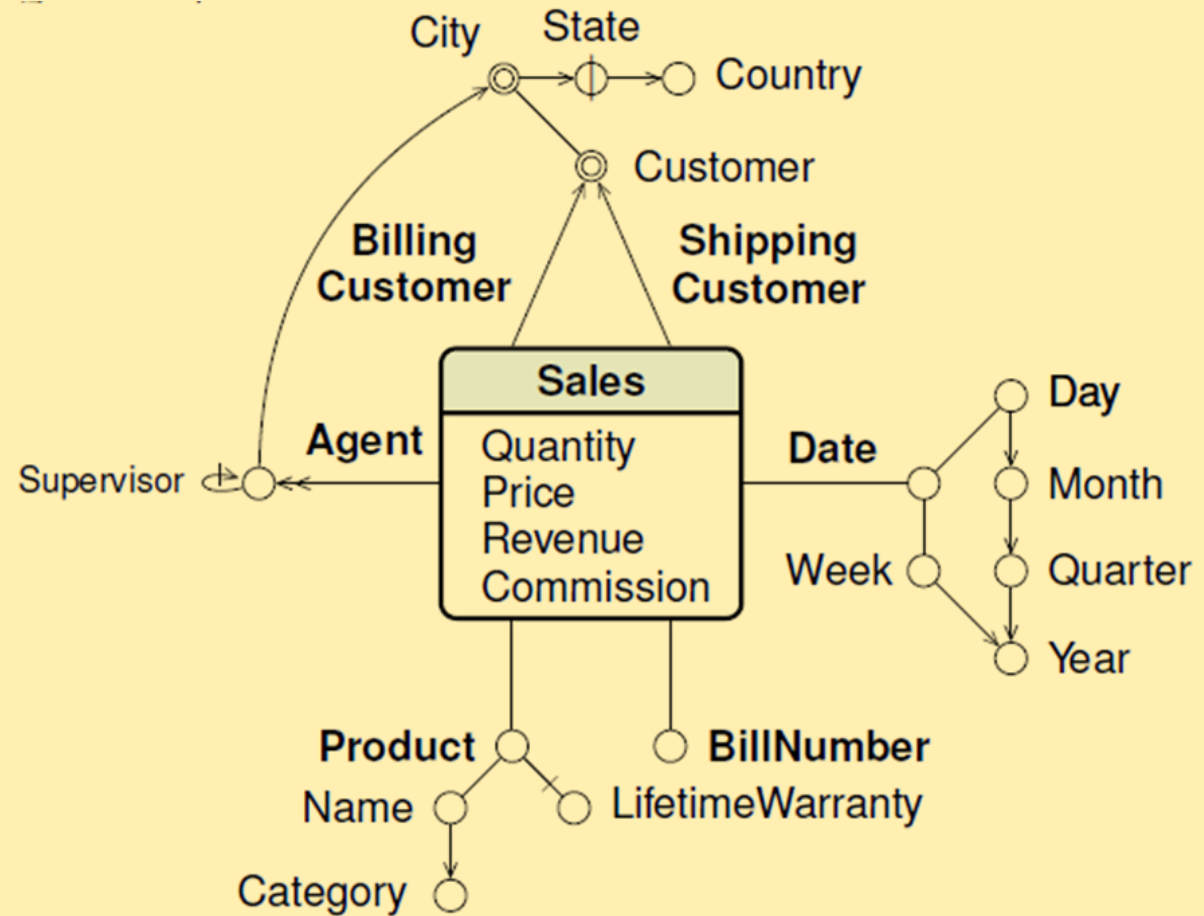 City
State
Country
Customer
Billing
Customer
Shipping
Customer
Sales
Day
Agent
Quantity
Date
Supervisor
Price
Month
Revenue
Week
Quarter
Commission
Year
Product
BillNumber
Name
LifetimeWarranty
Category